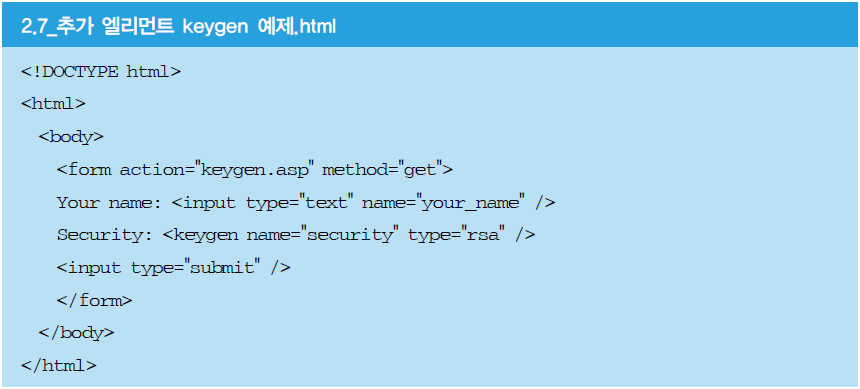 2.7_추가 엘리먼트 keygen 예제.html
<!DOCTYPE html>
<html>
<body>
<form action="keygen.asp" method="get">
Your name: <input type="text" name="your_name" />
Security: <keygen name="security" type="rsa" />
<input type="submit" />
</form>
</body>
</html>